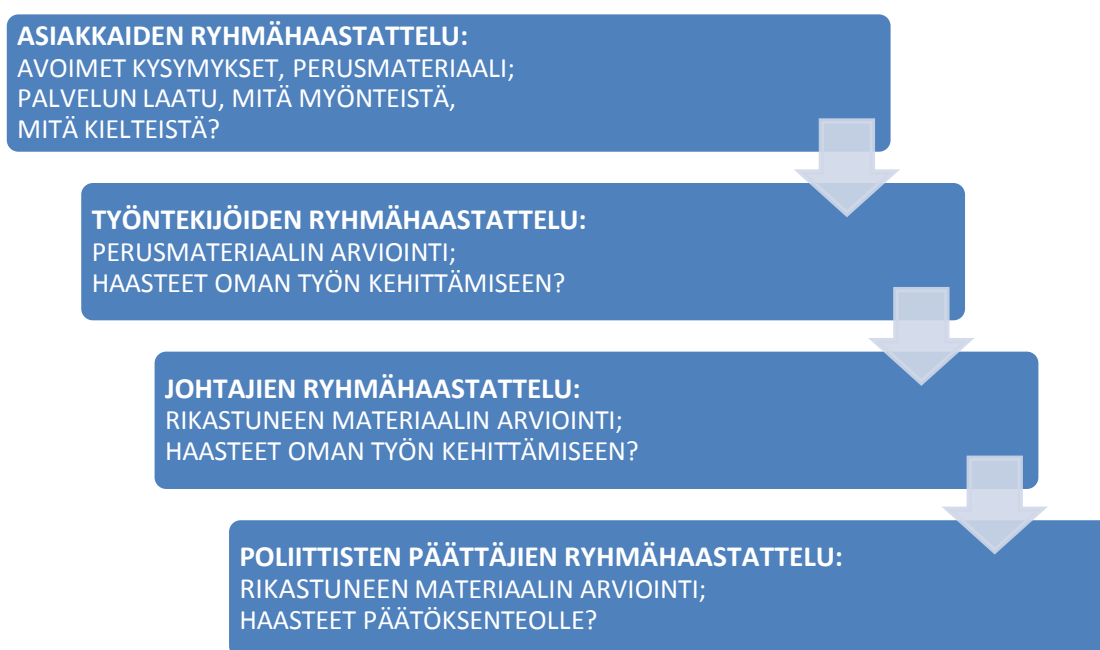 ASIAKKAIDEN RYHMÄHAASTATTELU:
AVOIMET KYSYMYKSET, PERUSMATERIAALI;
PALVELUN LAATU, MITÄ MYÖNTEISTÄ,
MITÄ KIELTEISTÄ?
TYÖNTEKIJÖIDEN RYHMÄHAASTATTELU:
PERUSMATERIAALIN ARVIOINTI;
HAASTEET OMAN TYÖN KEHITTÄMISEEN?
JOHTAJIEN RYHMÄHAASTATTELU:
RIKASTUNEEN MATERIAALIN ARVIOINTI;
HAASTEET OMAN TYÖN KEHITTÄMISEEN?
POLIITTISTEN PÄÄTTÄJIEN RYHMÄHAASTATTELU:
RIKASTUNEEN MATERIAALIN ARVIOINTI;
HAASTEET PÄÄTÖKSENTEOLLE?